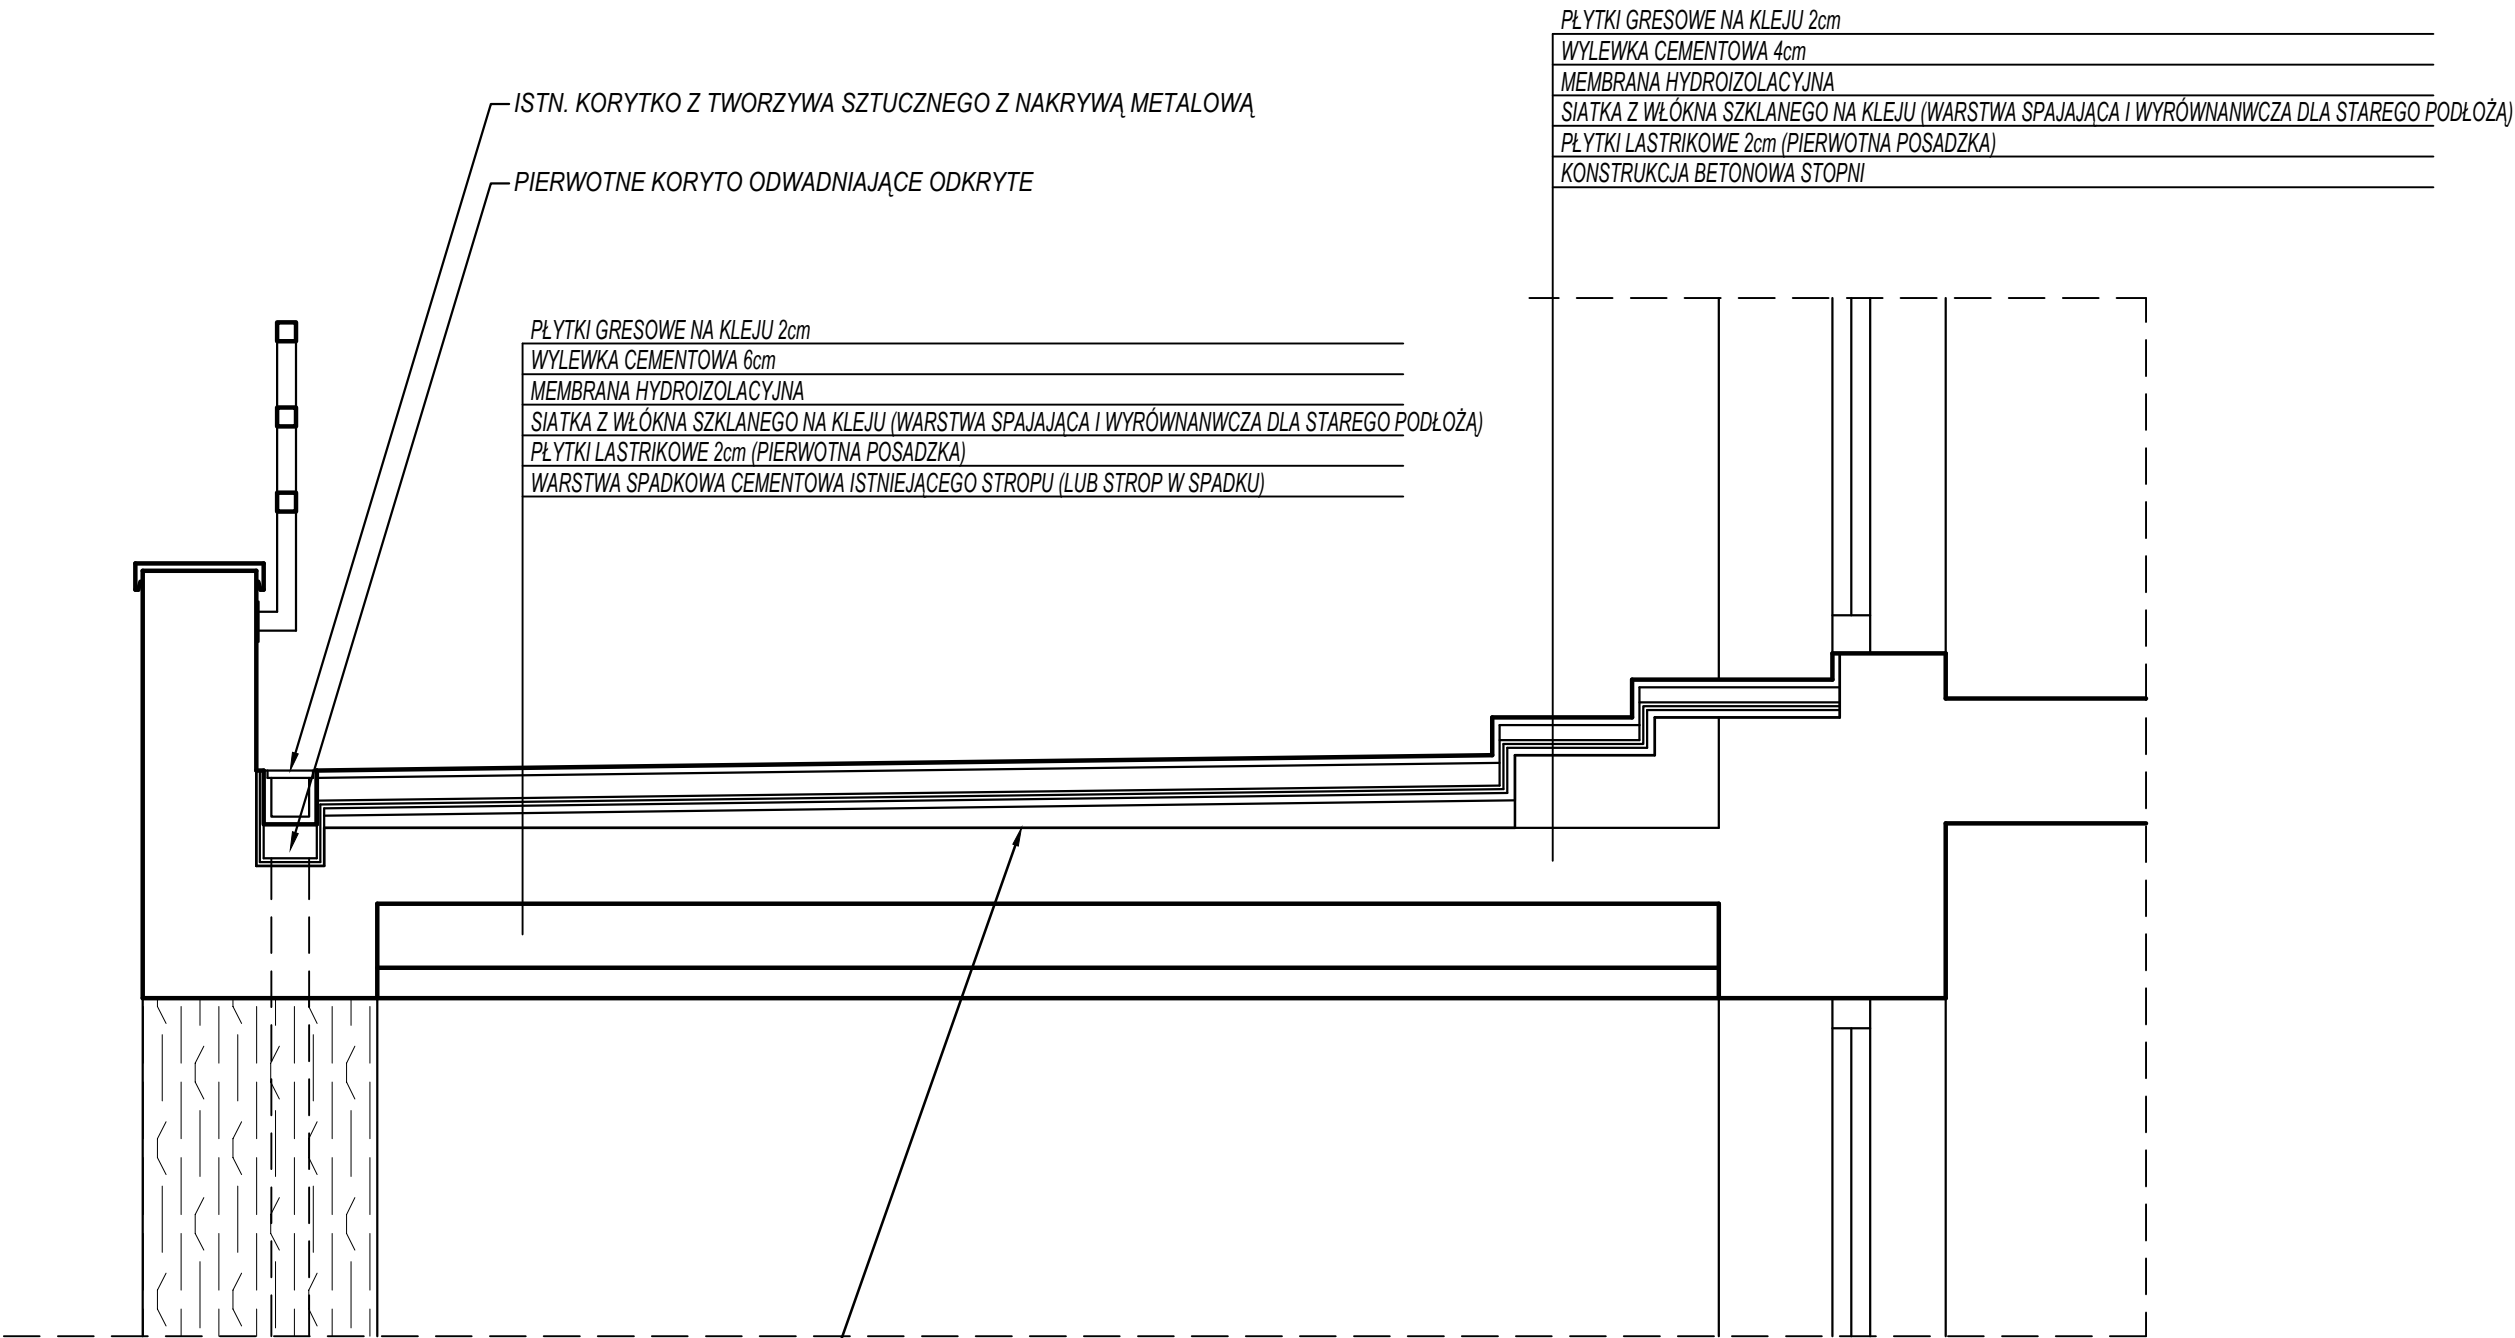 PŁYTKI GRESOWE NA KLEJU 2cm
WYLEWKA CEMENTOWA 4cm
MEMBRANA HYDROIZOLACYJNA
SIATKA Z WŁÓKNA SZKLANEGO NA KLEJU (WARSTWA SPAJAJĄCA I WYRÓWNANWCZA DLA STAREGO PODŁOŻĄ)
PŁYTKI LASTRIKOWE 2cm (PIERWOTNA POSADZKA)
KONSTRUKCJA BETONOWA STOPNI
ISTN. KORYTKO Z TWORZYWA SZTUCZNEGO Z NAKRYWĄ METALOWĄ
PIERWOTNE KORYTO ODWADNIAJĄCE ODKRYTE
PŁYTKI GRESOWE NA KLEJU 2cm
WYLEWKA CEMENTOWA 6cm
MEMBRANA HYDROIZOLACYJNA
SIATKA Z WŁÓKNA SZKLANEGO NA KLEJU (WARSTWA SPAJAJĄCA I WYRÓWNANWCZA DLA STAREGO PODŁOŻĄ)
PŁYTKI LASTRIKOWE 2cm (PIERWOTNA POSADZKA)
WARSTWA SPADKOWA CEMENTOWA ISTNIEJĄCEGO STROPU (LUB STROP W SPADKU)